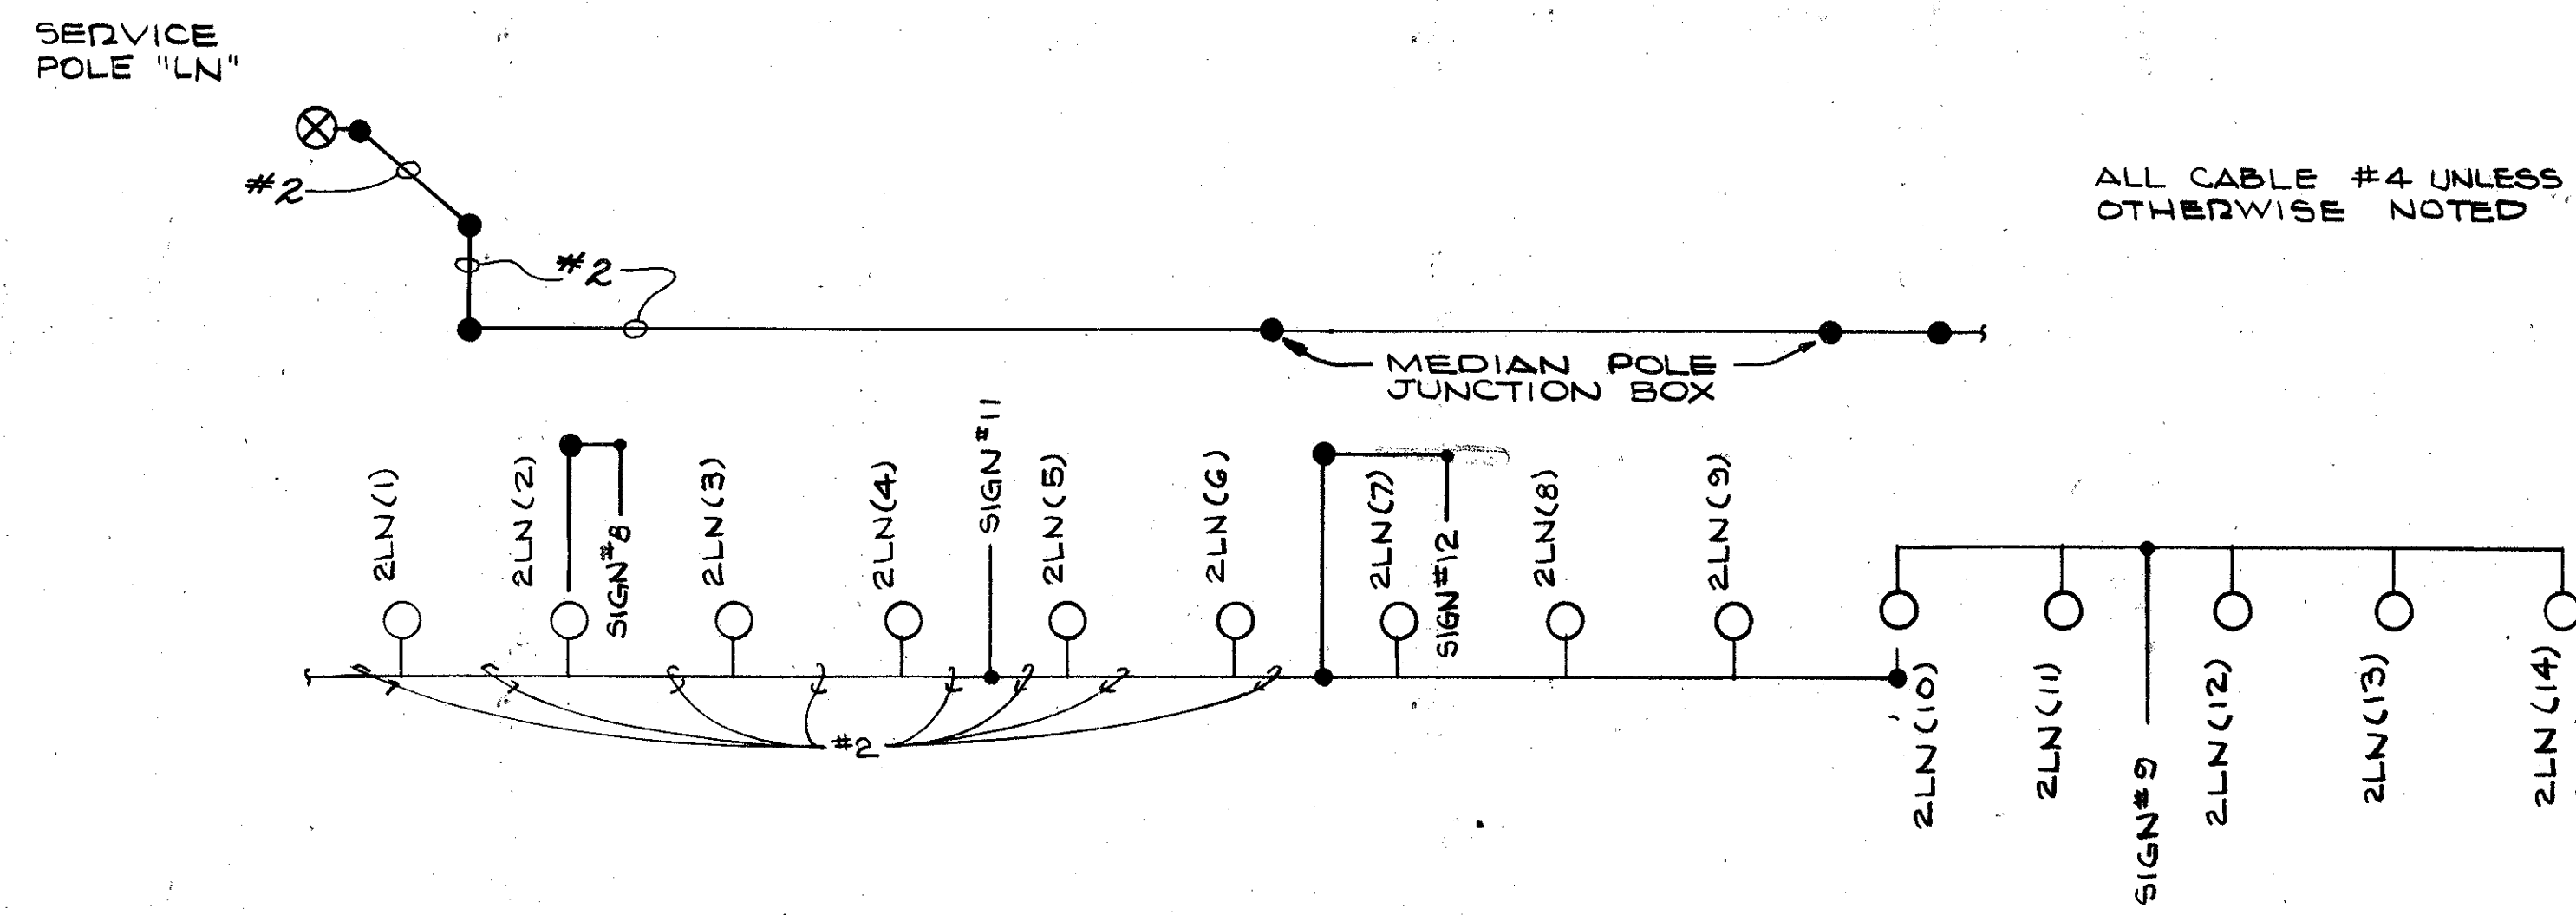 SERVICE
POLE "LN"
#2
#2
ALL CABLE #4 UNLESS
OTHERWISE NOTED
MEDIAN POLE
JUNCTION BOX
2LN(1)
2LN(2)
SIGN#8
2LN(3)
2LN(4)
SIGN#11
2LN(5)
2LN(6)
2LN(7)
SIGN#12
2LN(8)
2LN(9)
#2
2LN(10)
2LN(11)
SIGN#9
2LN(12)
2LN(13)
2LN(14)